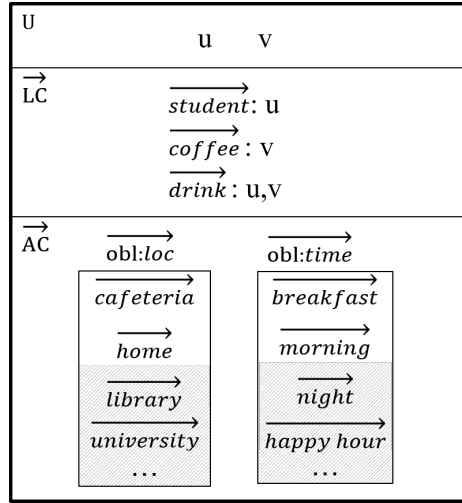 U
u v
LC
student: u
coffee: v
drink: u,v
AC
obl:loc obl:time
cafeteria breakfast
home morning
library night
university happy hour
... ...